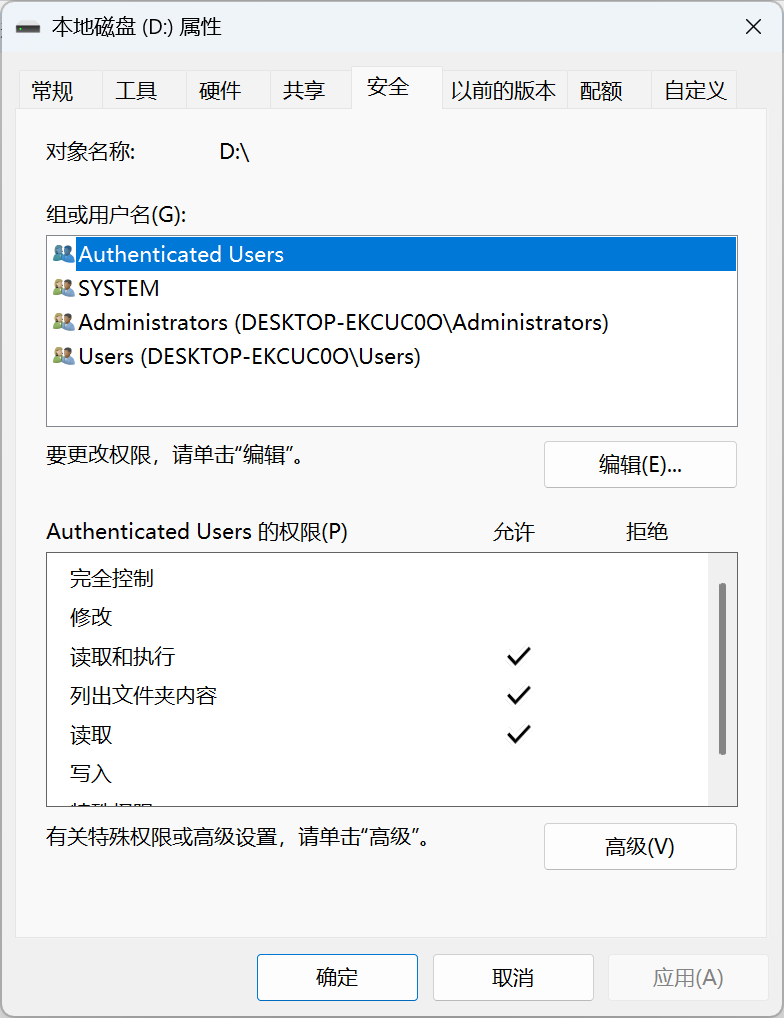 本地磁盘 (D:) 属性
常规 工具 硬件 共享 安全 以前的版本 配额 自定义
对象名称: D:\
组或用户名(G):
Authenticated Users
SYSTEM
Administrators (DESKTOP-EKCUC0O\Administrators)
Users (DESKTOP-EKCUC0O\Users)
要更改权限，请单击“编辑”。
编辑(E)...
Authenticated Users 的权限(P) 允许 拒绝
完全控制
修改
读取和执行
列出文件夹内容
读取
写入
有关特殊权限或高级设置，请单击“高级”。
高级(V)
确定 取消 应用(A)